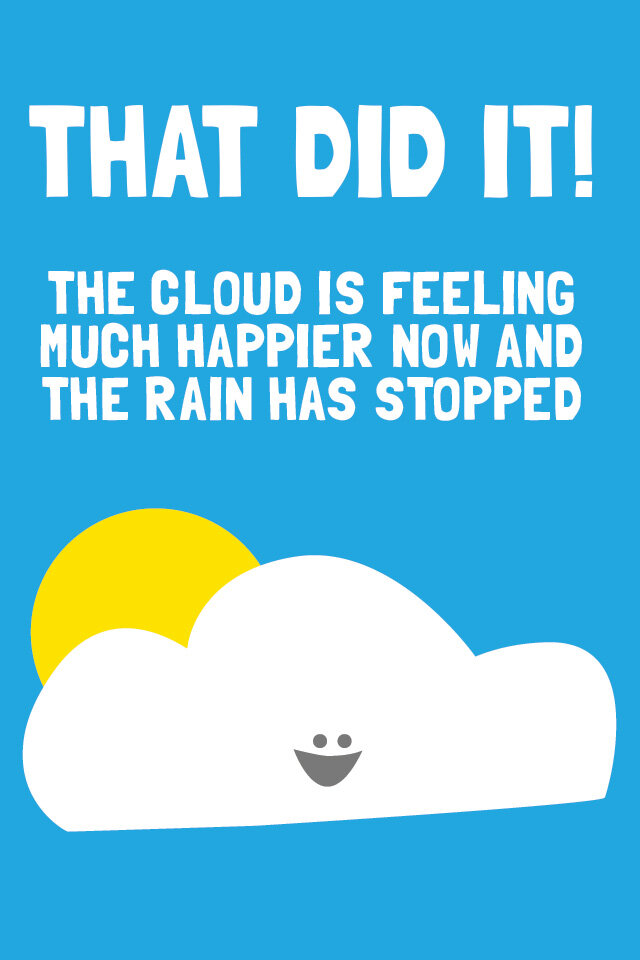 THAT DID IT!
THE CLOUD IS FEELING
MUCH HAPPIER NOW AND
THE RAIN HAS STOPPED